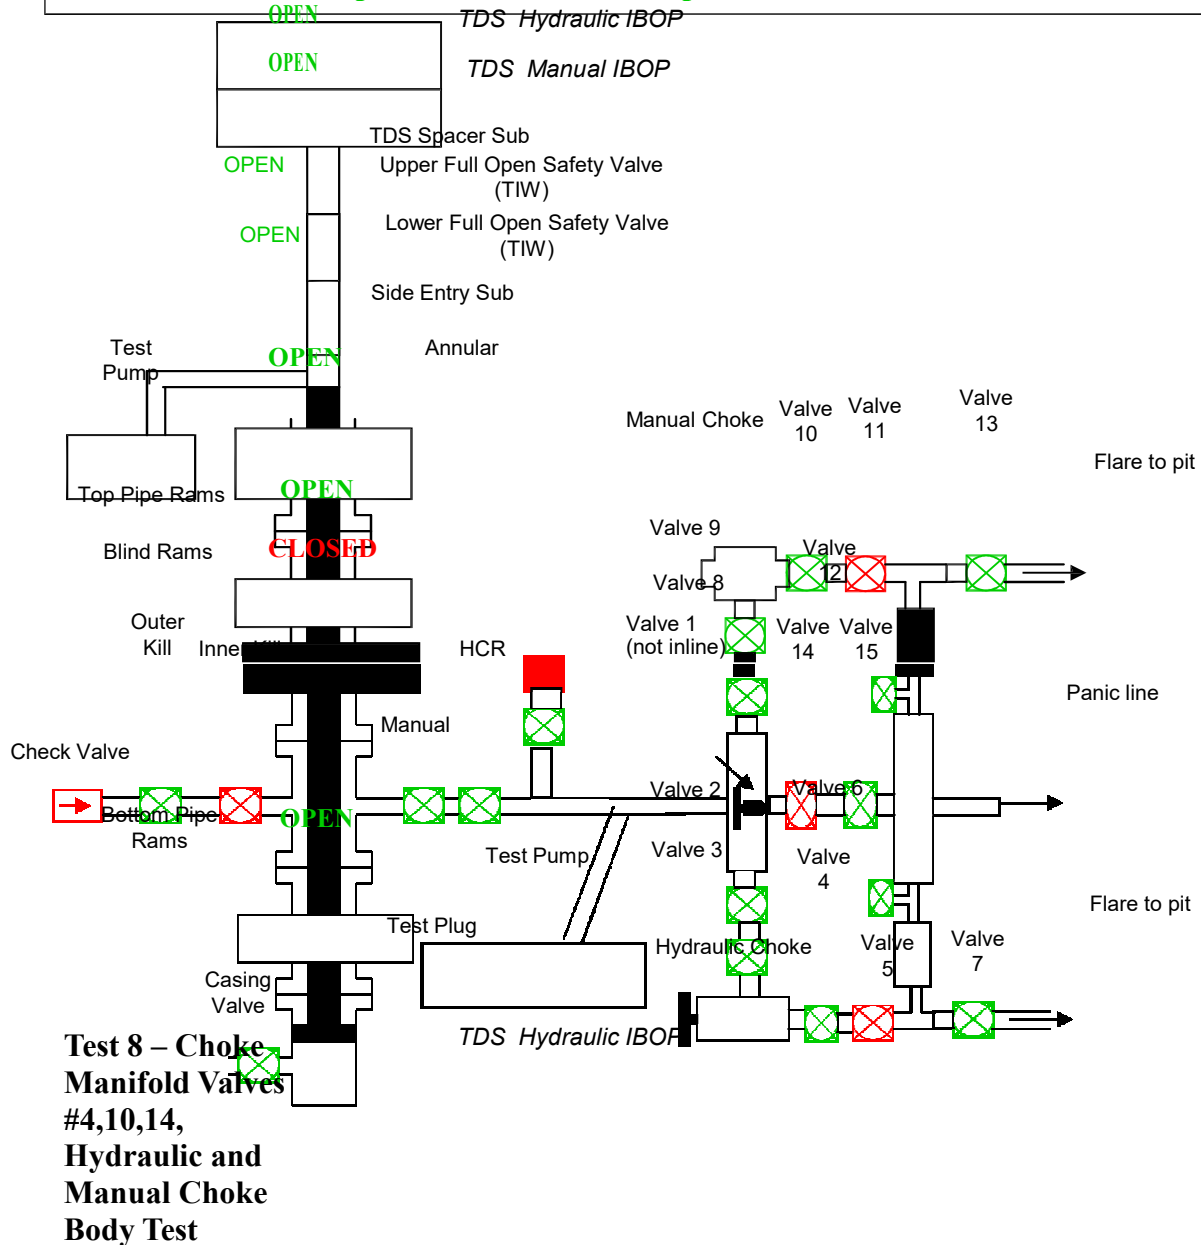 OPEN
TDS Hydraulic IBOP
OPEN
TDS Manual IBOP
TDS Spacer Sub
OPEN
Upper Full Open Safety Valve
(TIW)
OPEN
Lower Full Open Safety Valve
(TIW)
Side Entry Sub
Test
Pump
OPEN
Annular
Manual Choke
Valve
10
Valve
11
Valve
13
Flare to pit
Top Pipe Rams
OPEN
Blind Rams
CLOSED
Valve 9
Valve
12
Valve 8
Outer
Kill
Inner Kill
HCR
Valve 1
(not inline)
Valve
14
Valve
15
Panic line
Manual
Check Valve
Valve 2
Valve 6
Bottom Pipe
Rams
OPEN
Test Pump
Valve 3
Valve
4
Flare to pit
Test Plug
Hydraulic Choke
Valve
5
Valve
7
Casing
Valve
TDS Hydraulic IBOP
Test 8 – Choke
Manifold Valves
#4,10,14,
Hydraulic and
Manual Choke
Body Test